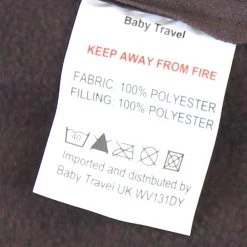 Baby Travel
KEEP AWAY FROM FIRE
FABRIC: 100% POLYESTER
FILLING: 100% POLYESTER
40
Imported and distributed by
Baby Travel UK WV131DY